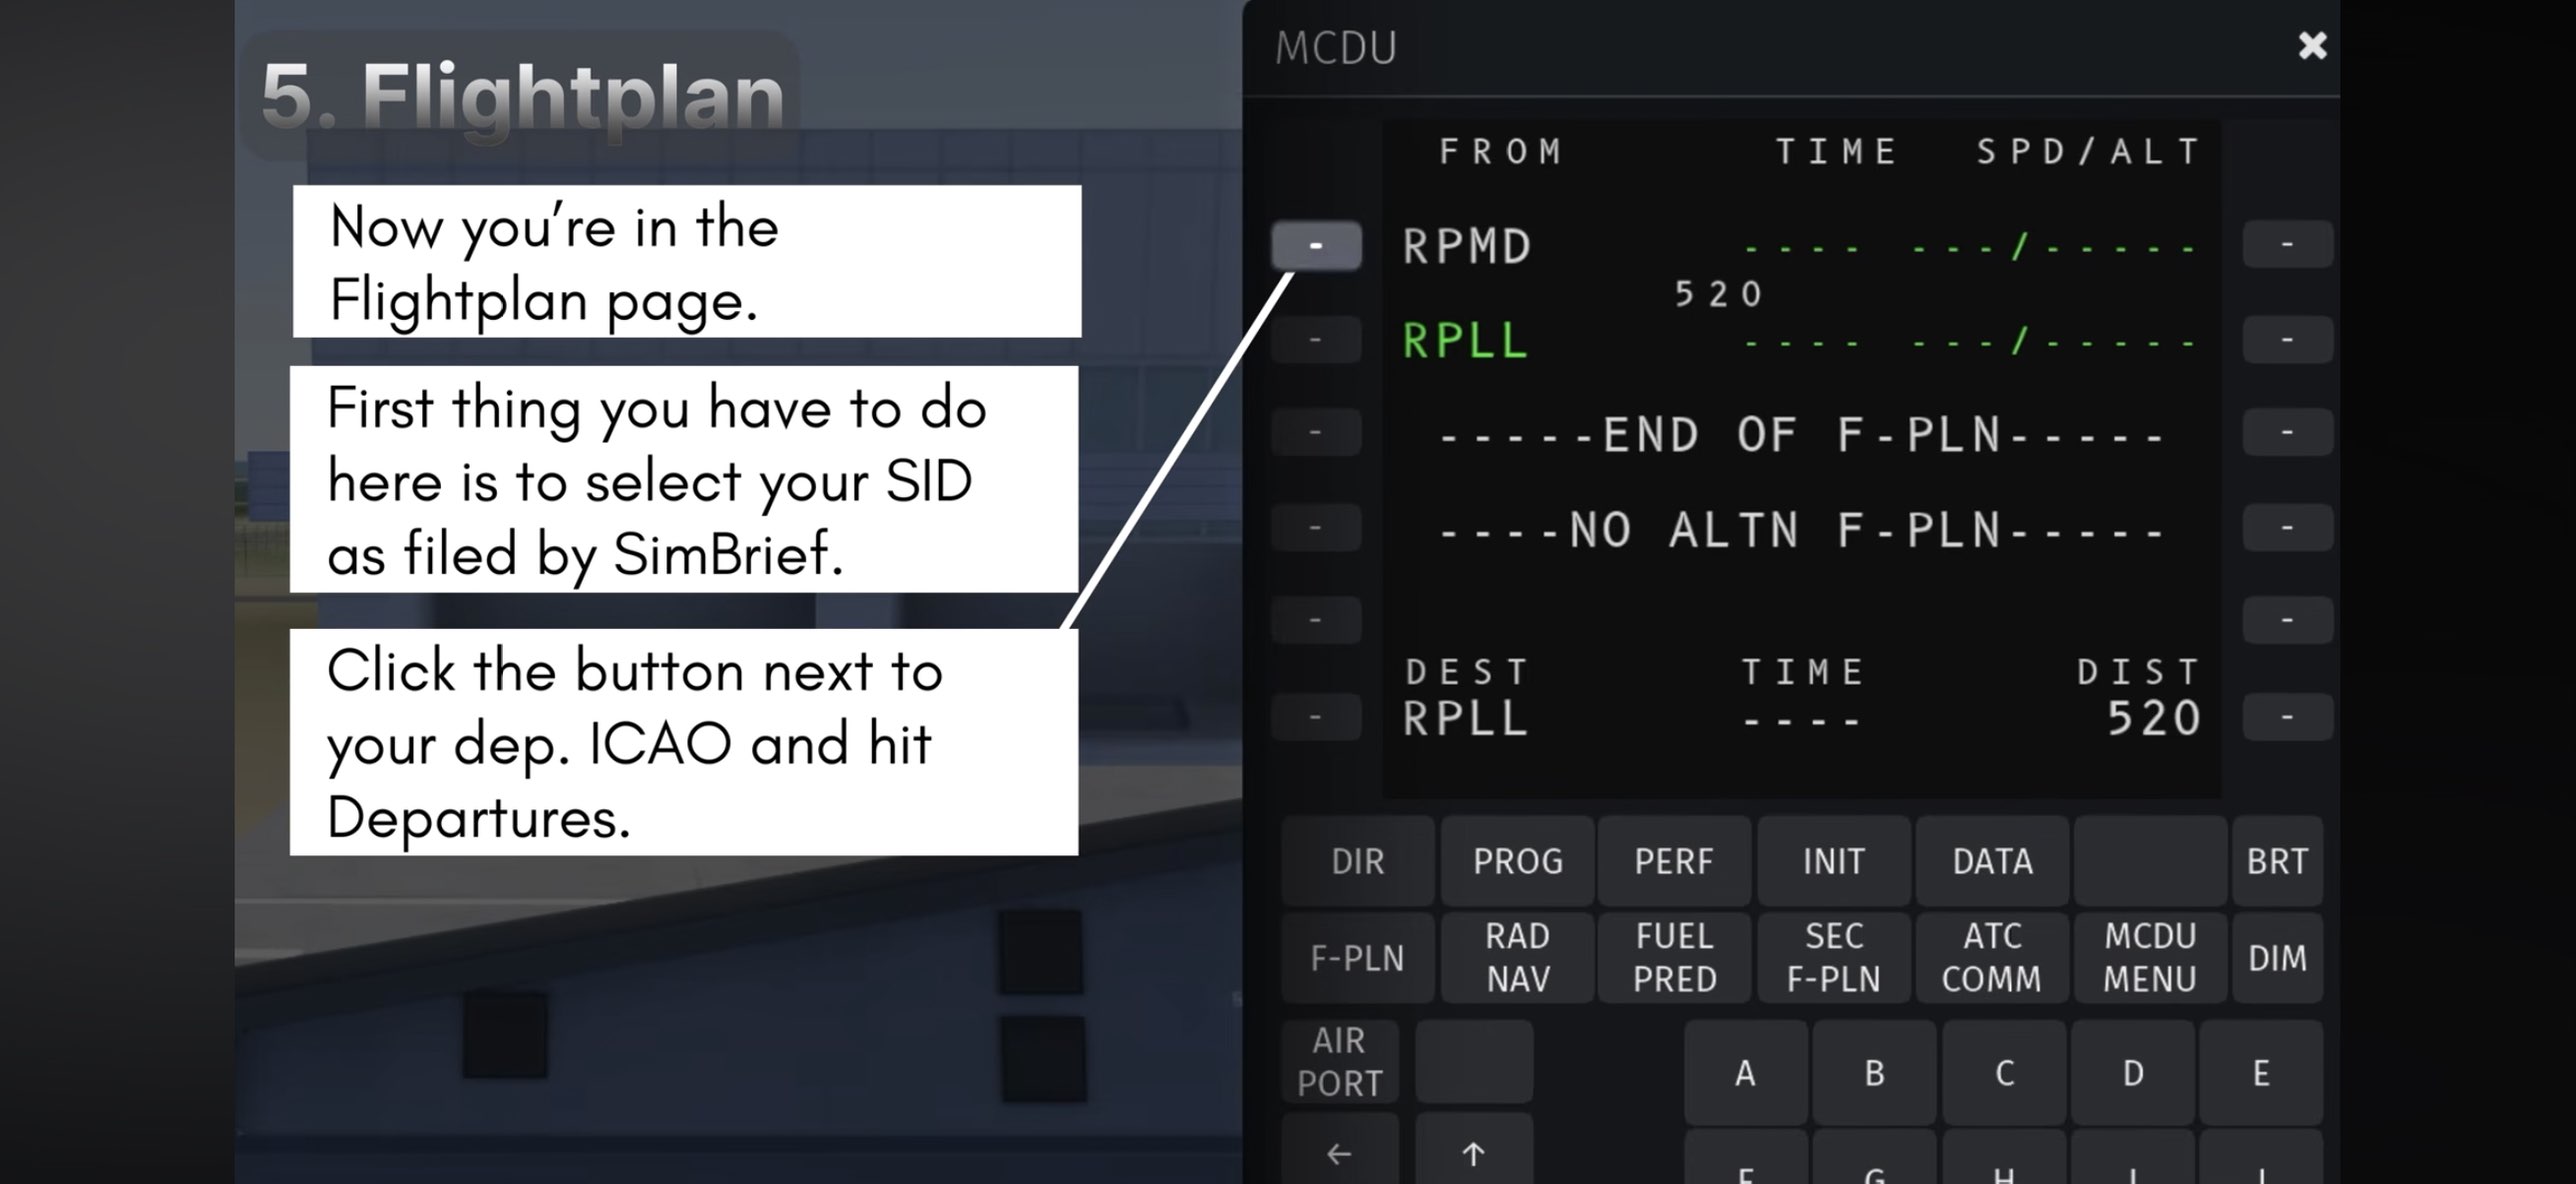 5. Flightplan
Now you’re in the
Flightplan page.
First thing you have to do
here is to select your SID
as filed by SimBrief.
Click the button next to
your dep. ICAO and hit
Departures.
MCDU
✖
FROM TIME SPD/ALT
- RPMD ---- ---/----- -
520
- RPLL ---- ---/----- -
- -----END OF F-PLN----- -
- ----NO ALTN F-PLN----- -
- -
DEST TIME DIST
- RPLL ---- 520 -
DIR PROG PERF INIT DATA BRT
F-PLN
RAD
NAV
FUEL
PRED
SEC
F-PLN
ATC
COMM
MCDU
MENU
DIM
AIR
PORT
A B C D E
← ↑
F G H I J